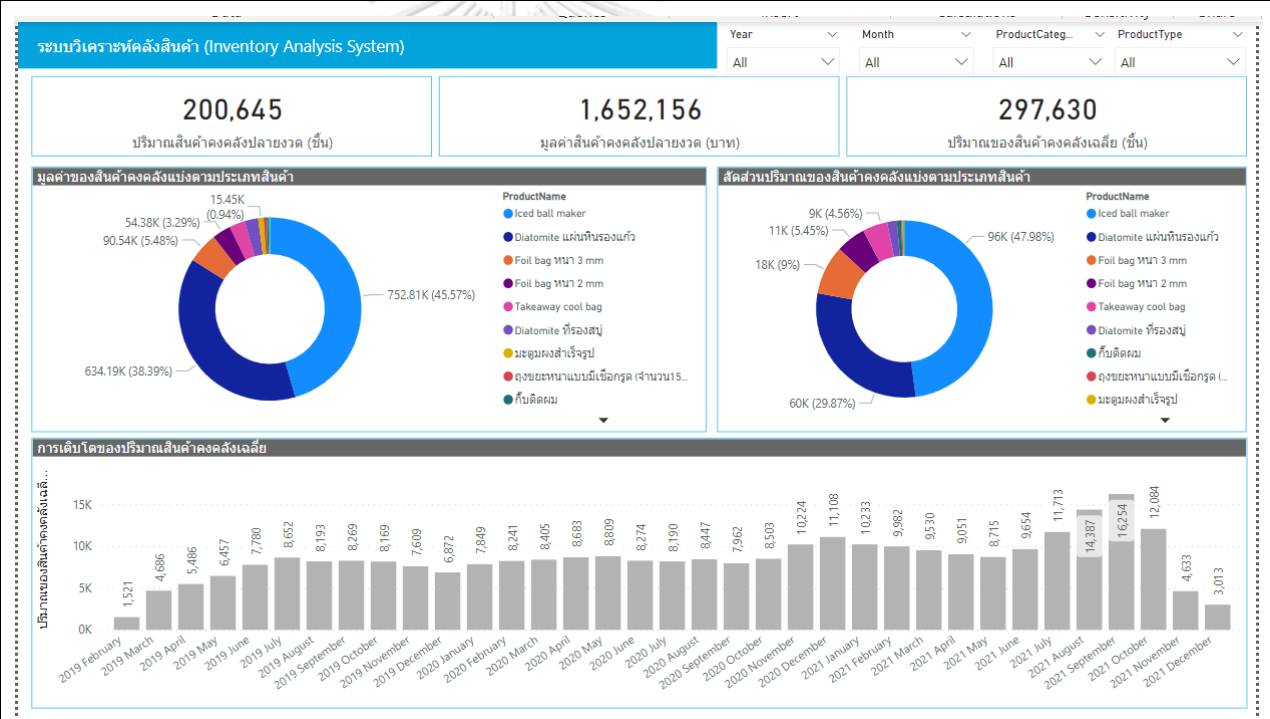 ระบบวิเคราะห์คลังสินค้า (Inventory Analysis System)
Year
Month
ProductCateg...
ProductType
All
All
All
All
200,645
ปริมาณสินค้าคงคลังปลายงวด (ชิ้น)
1,652,156
มูลค่าสินค้าคงคลังปลายงวด (บาท)
297,630
ปริมาณของสินค้าคงคลังเฉลี่ย (ชิ้น)
มูลค่าของสินค้าคงคลังแบ่งตามประเภทสินค้า
15.45K
(0.94%)
54.38K (3.29%)
90.54K (5.48%)
752.81K (45.57%)
634.19K (38.39%)
ProductName
Iced ball maker
Diatomite แผ่นหินรองแก้ว
Foil bag หนา 3 mm
Foil bag หนา 2 mm
Takeaway cool bag
Diatomite ที่รองสบู่
มะตูมผงสำเร็จรูป
ถุงขยะหนาแบบมีเชือกรูด (จำนวน15...
กิ๊บติดผม
สัดส่วนปริมาณของสินค้าคงคลังแบ่งตามประเภทสินค้า
9K (4.56%)
11K (5.45%)
18K (9%)
96K (47.98%)
60K (29.87%)
ProductName
Iced ball maker
Diatomite แผ่นหินรองแก้ว
Foil bag หนา 3 mm
Foil bag หนา 2 mm
Takeaway cool bag
Diatomite ที่รองสบู่
กิ๊บติดผม
ถุงขยะหนาแบบมีเชือกรูด (...
มะตูมผงสำเร็จรูป
การเติบโตของปริมาณสินค้าคงคลังเฉลี่ย
ปริมาณของสินค้าคงคลังเฉลี่...
15K
10K
5K
0K
1,521
4,686
5,486
6,457
7,780
8,652
8,193
8,269
8,169
7,609
6,872
7,849
8,241
8,405
8,683
8,809
8,274
8,190
8,447
7,962
8,503
10,224
11,108
10,233
9,982
9,530
9,051
8,715
9,654
11,713
14,387
16,254
12,084
4,633
3,013
2019 February
2019 March
2019 April
2019 May
2019 June
2019 July
2019 August
2019 September
2019 October
2019 November
2019 December
2020 January
2020 February
2020 March
2020 April
2020 May
2020 June
2020 July
2020 August
2020 September
2020 October
2020 November
2020 December
2021 January
2021 February
2021 March
2021 April
2021 May
2021 June
2021 July
2021 August
2021 September
2021 October
2021 November
2021 December